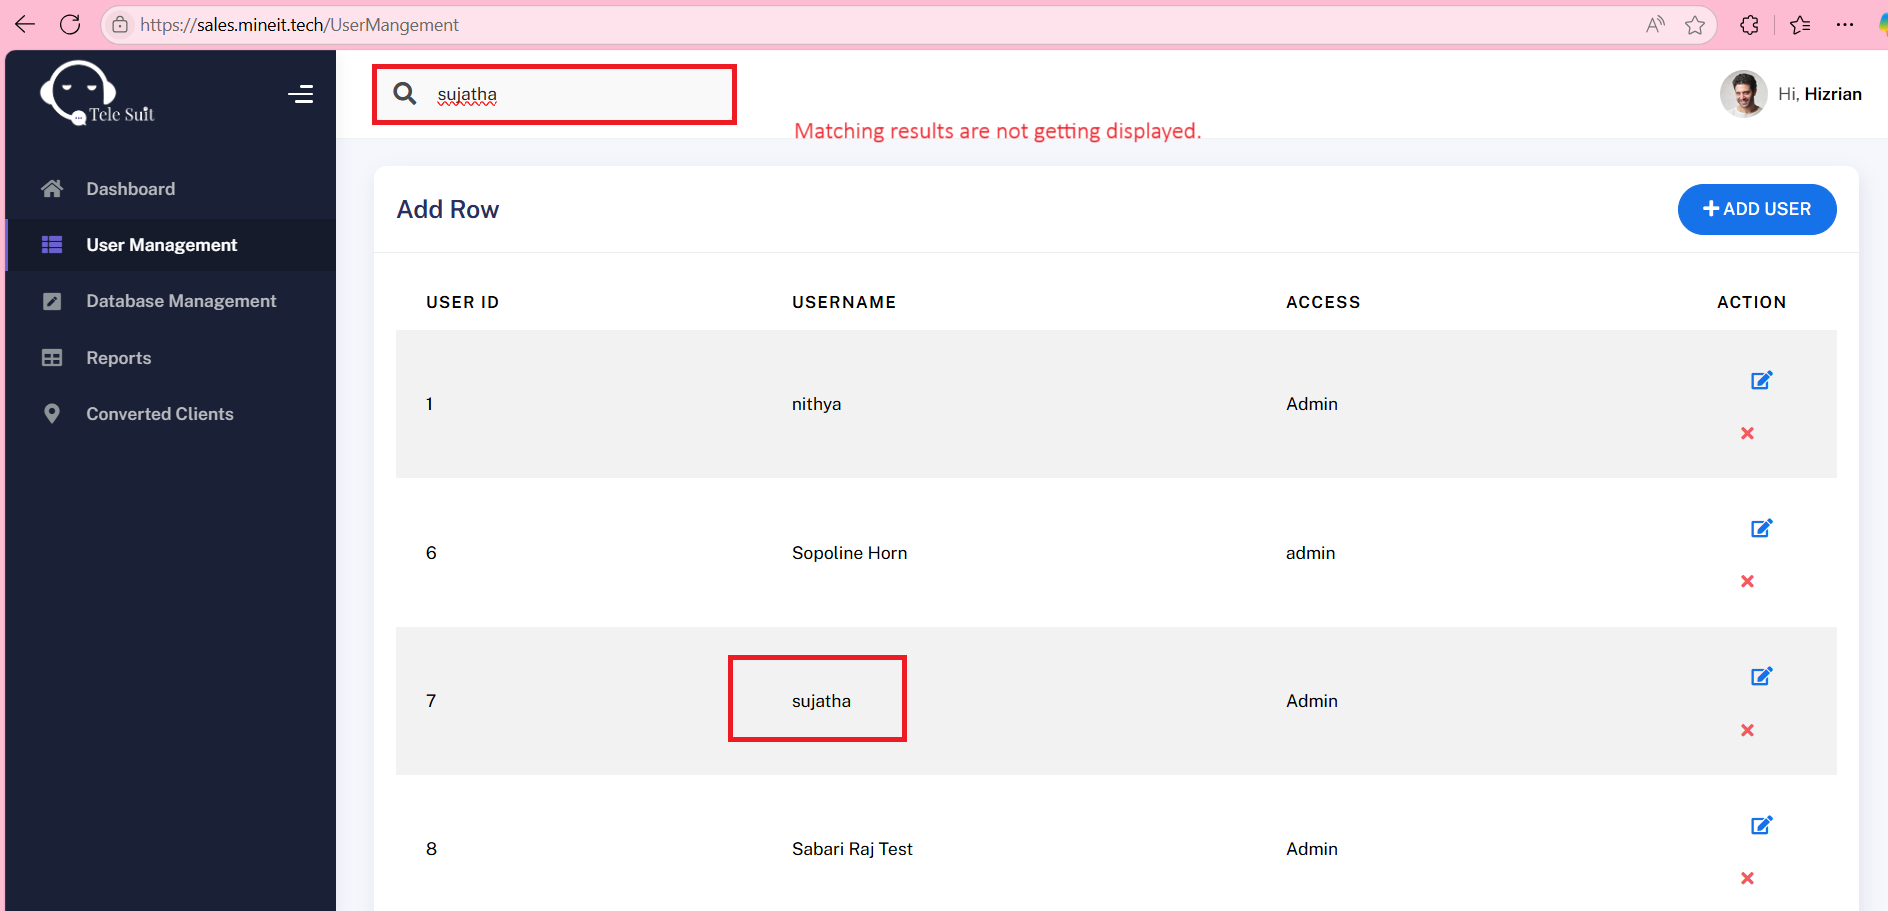 https://sales.mineit.tech/UserMangement
Tele Suit
sujatha
Hi, Hizrian
Matching results are not getting displayed.
Dashboard
User Management
Database Management
Reports
Converted Clients
Add Row
ADD USER
USER ID USERNAME ACCESS ACTION
1 nithya Admin
6 Sopoline Horn admin
7 sujatha Admin
8 Sabari Raj Test Admin